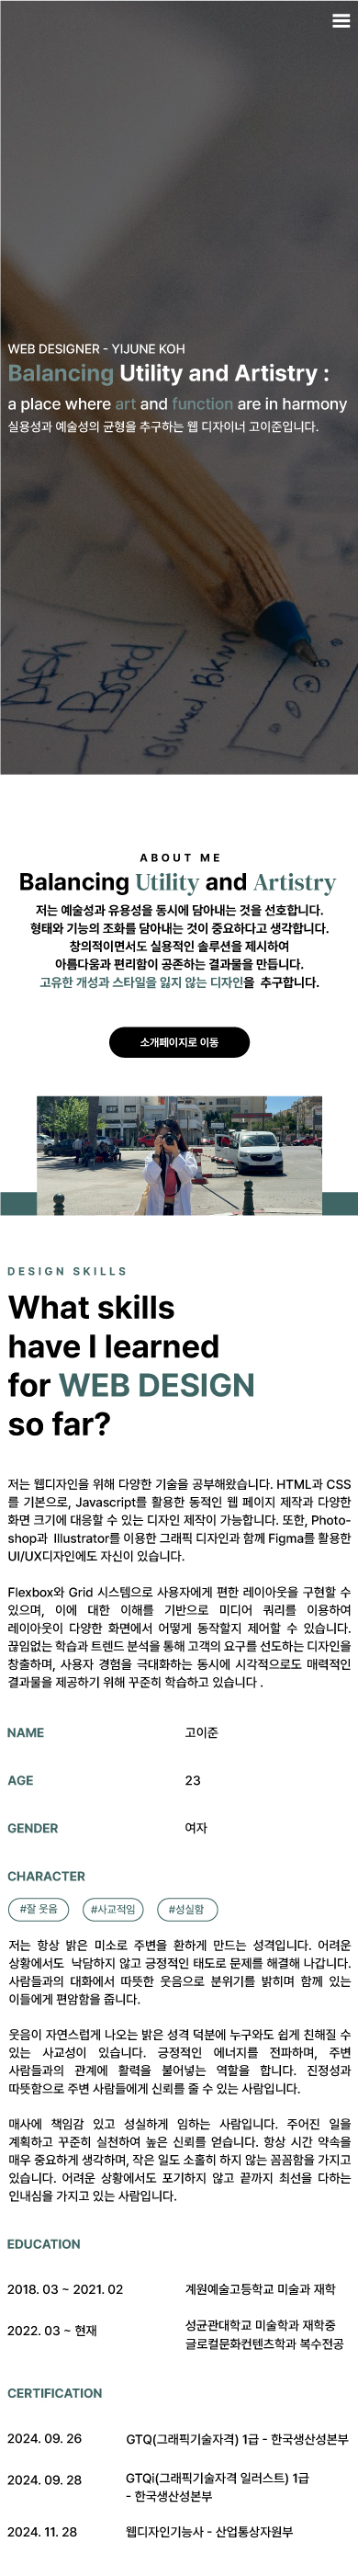 WEB DESIGNER - YIJUNE KOH
Balancing Utility and Artistry :
a place where art and function are in harmony
실용성과 예술성의 균형을 추구하는 웹 디자이너 고이준입니다.
ABOUT ME
Balancing Utility and Artistry
저는 예술성과 유용성을 동시에 담아내는 것을 선호합니다.
형태와 기능의 조화를 담아내는 것이 중요하다고 생각합니다.
창의적이면서도 실용적인 솔루션을 제시하여
아름다움과 편리함이 공존하는 결과물을 만듭니다.
고유한 개성과 스타일을 잃지 않는 디자인을 추구합니다.
소개페이지로 이동
DESIGN SKILLS
What skills
have I learned
for WEB DESIGN
so far?
저는 웹디자인을 위해 다양한 기술을 공부해왔습니다. HTML과 CSS
를 기본으로, Javascript를 활용한 동적인 웹 페이지 제작과 다양한
화면 크기에 대응할 수 있는 디자인 제작이 가능합니다. 또한, Photo-
shop과 Illustrator를 이용한 그래픽 디자인과 함께 Figma를 활용한
UI/UX디자인에도 자신이 있습니다.
Flexbox와 Grid 시스템으로 사용자에게 편한 레이아웃을 구현할 수
있으며, 이에 대한 이해를 기반으로 미디어 쿼리를 이용하여
레이아웃이 다양한 화면에서 어떻게 동작할지 제어할 수 있습니다.
끊임없는 학습과 트렌드 분석을 통해 고객의 요구를 선도하는 디자인을
창출하며, 사용자 경험을 극대화하는 동시에 시각적으로도 매력적인
결과물을 제공하기 위해 꾸준히 학습하고 있습니다 .
NAME 고이준
AGE 23
GENDER 여자
CHARACTER
#잘 웃음 #사교적임 #성실함
저는 항상 밝은 미소로 주변을 환하게 만드는 성격입니다. 어려운
상황에서도 낙담하지 않고 긍정적인 태도로 문제를 해결해 나갑니다.
사람들과의 대화에서 따뜻한 웃음으로 분위기를 밝히며 함께 있는
이들에게 편암함을 줍니다.
웃음이 자연스럽게 나오는 밝은 성격 덕분에 누구와도 쉽게 친해질 수
있는 사교성이 있습니다. 긍정적인 에너지를 전파하며, 주변
사람들과의 관계에 활력을 불어넣는 역할을 합니다. 진정성과
따뜻함으로 주변 사람들에게 신뢰를 줄 수 있는 사람입니다.
매사에 책임감 있고 성실하게 임하는 사람입니다. 주어진 일을
계획하고 꾸준히 실천하여 높은 신뢰를 얻습니다. 항상 시간 약속을
매우 중요하게 생각하며, 작은 일도 소홀히 하지 않는 꼼꼼함을 가지고
있습니다. 어려운 상황에서도 포기하지 않고 끝까지 최선을 다하는
인내심을 가지고 있는 사람입니다.
EDUCATION
2018. 03 ~ 2021. 02 계원예술고등학교 미술과 재학
2022. 03 ~ 현재 성균관대학교 미술학과 재학중
글로컬문화컨텐츠학과 복수전공
CERTIFICATION
2024. 09. 26 GTQ(그래픽기술자격) 1급 - 한국생산성본부
2024. 09. 28 GTQi(그래픽기술자격 일러스트) 1급
- 한국생산성본부
2024. 11. 28 웹디자인기능사 - 산업통상자원부